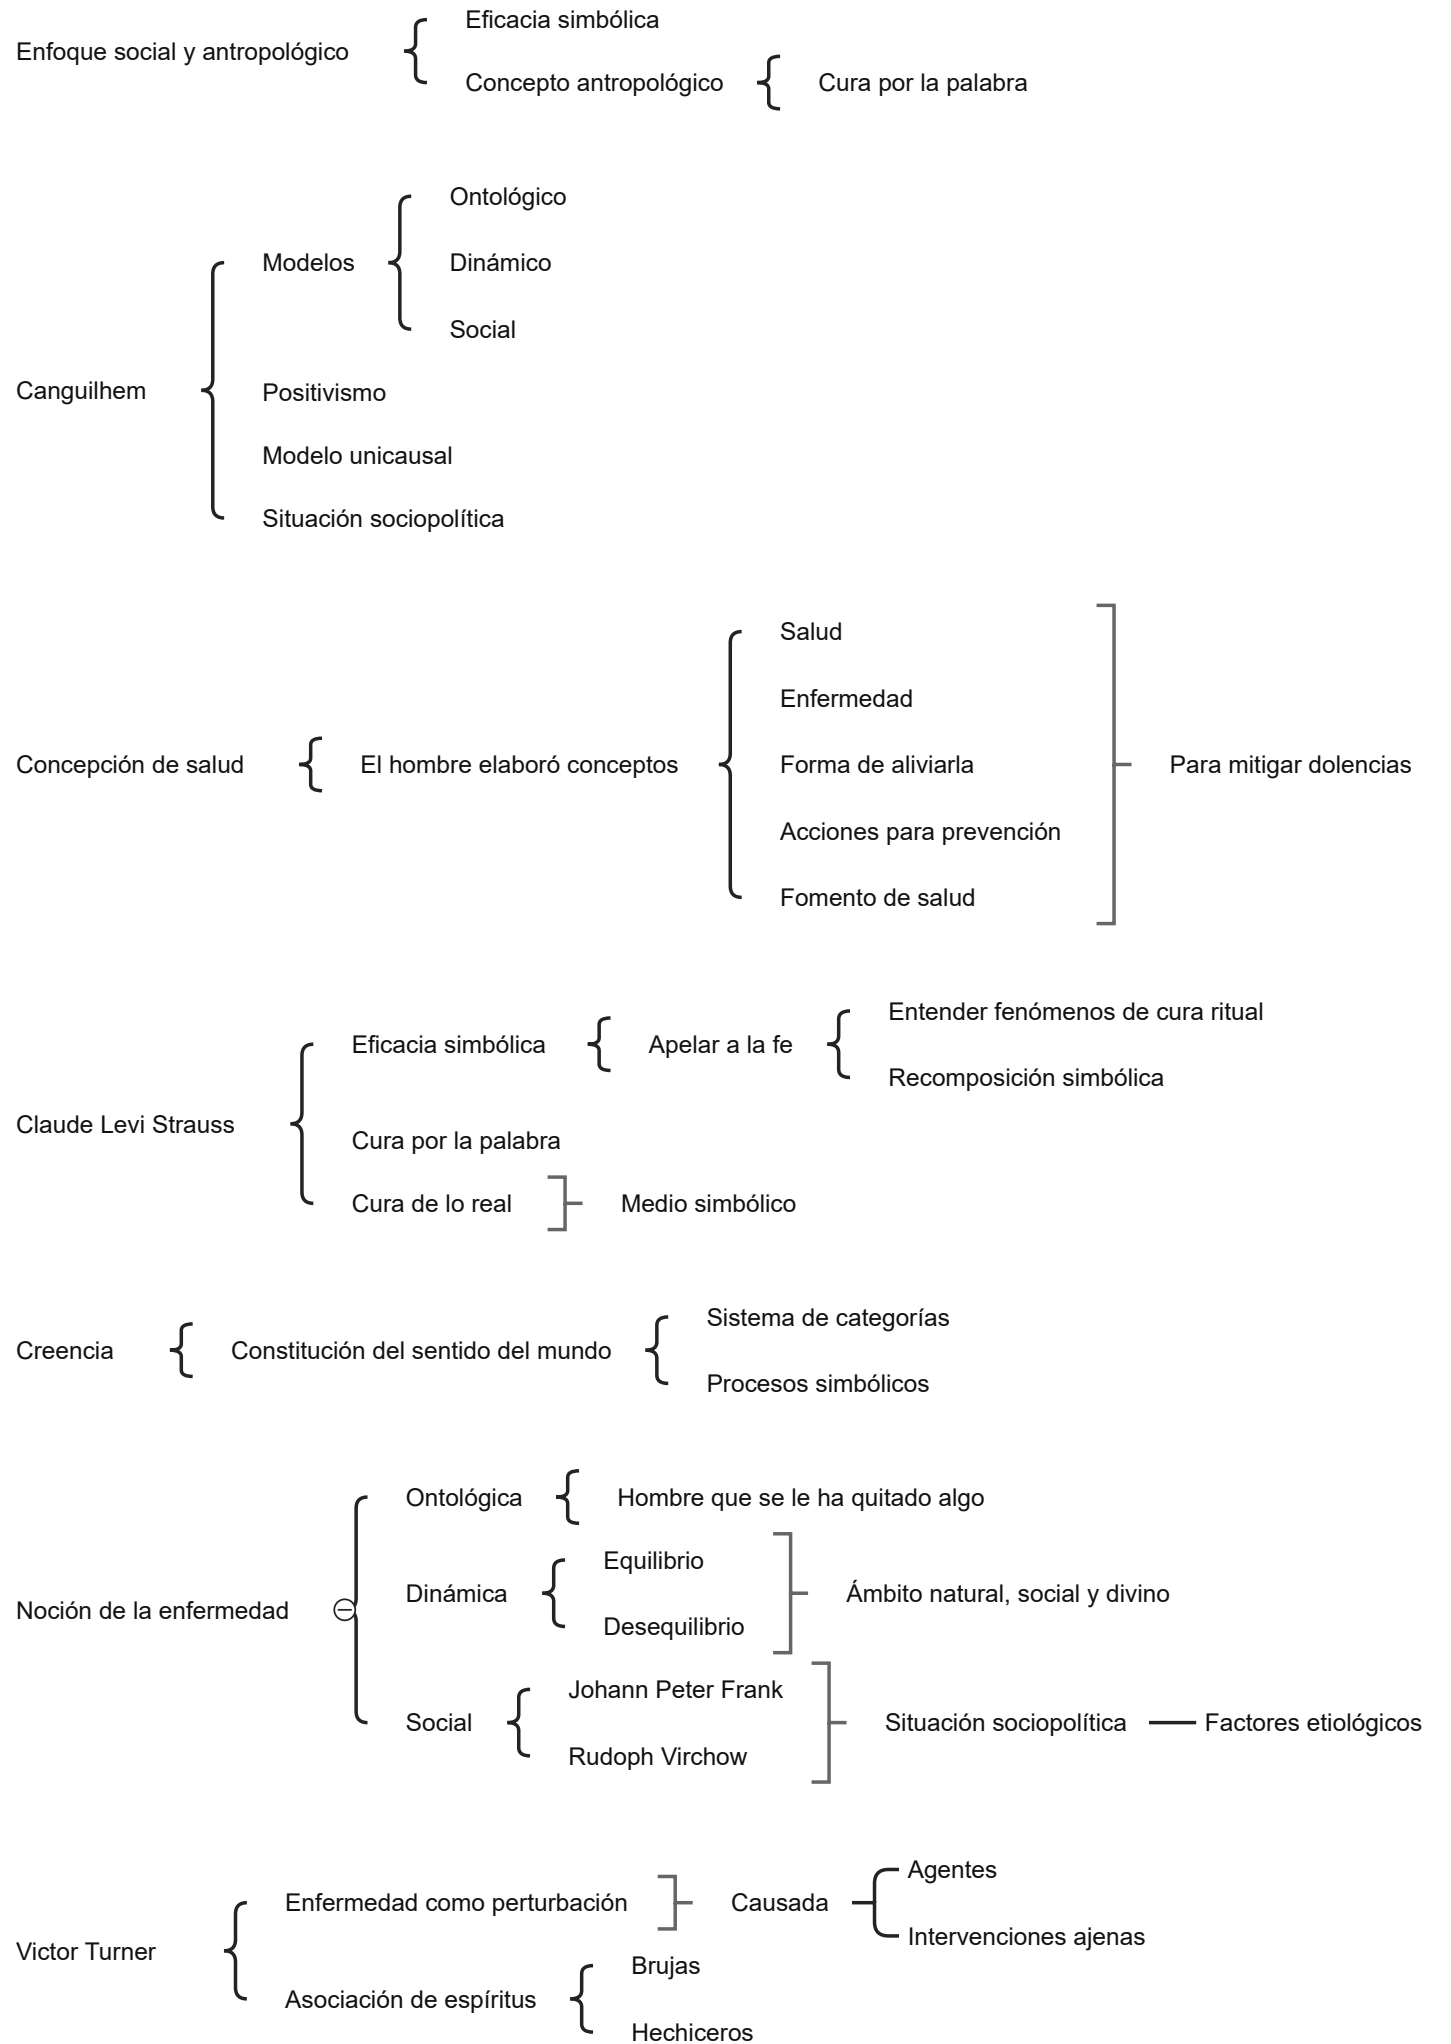 Enfoque social y antropológico
Eficacia simbólica
Concepto antropológico
Cura por la palabra
Canguilhem
Modelos
Ontológico
Dinámico
Social
Positivismo
Modelo unicausal
Situación sociopolítica
Concepción de salud
El hombre elaboró conceptos
Salud
Enfermedad
Forma de aliviarla
Acciones para prevención
Fomento de salud
Para mitigar dolencias
Claude Levi Strauss
Eficacia simbólica
Apelar a la fe
Entender fenómenos de cura ritual
Recomposición simbólica
Cura por la palabra
Cura de lo real
Medio simbólico
Creencia
Constitución del sentido del mundo
Sistema de categorías
Procesos simbólicos
Noción de la enfermedad
Ontológica
Hombre que se le ha quitado algo
Dinámica
Equilibrio
Desequilibrio
Ámbito natural, social y divino
Social
Johann Peter Frank
Rudoph Virchow
Situación sociopolítica
Factores etiológicos
Victor Turner
Enfermedad como perturbación
Causada
Agentes
Intervenciones ajenas
Asociación de espíritus
Brujas
Hechiceros